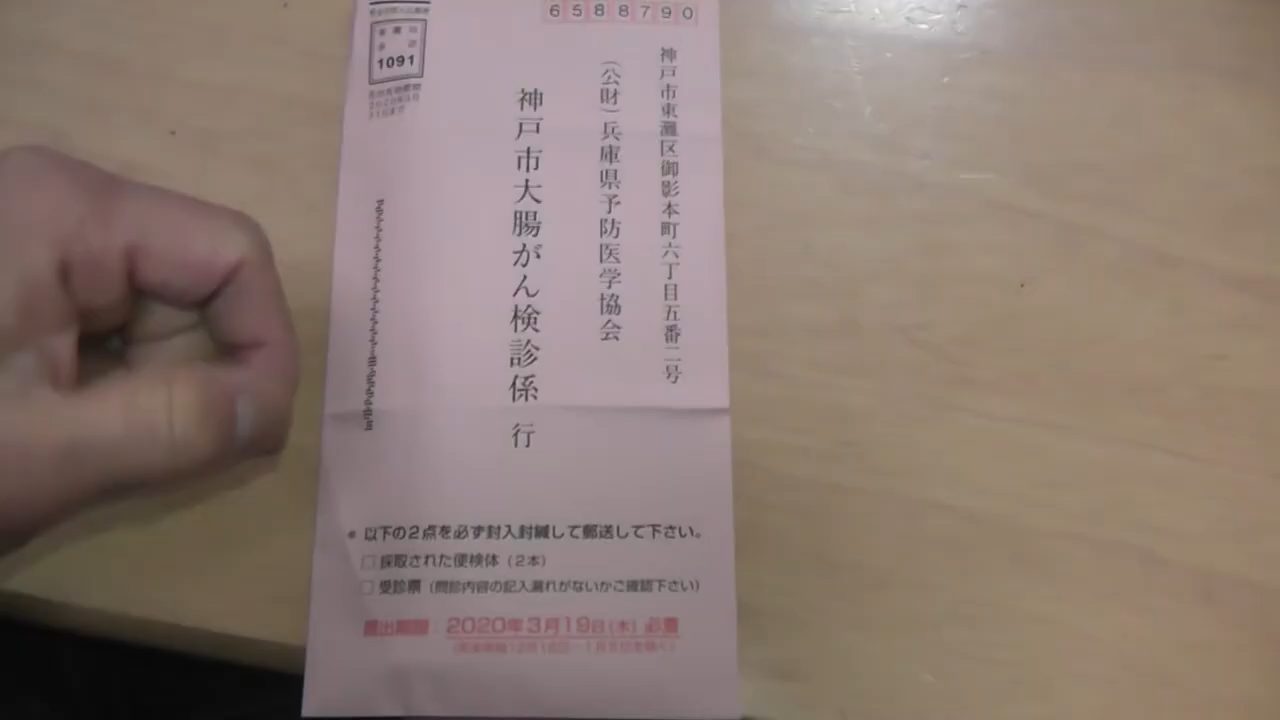 6588790
1091
神戸市東灘区御影本町六丁目五番二号
(公財)兵庫県予防医学協会
神戸市大腸がん検診係 行
※ 以下の2点を必ず封入封緘して郵送して下さい。
□ 採取された便検体(2本)
□ 受診票(問診内容の記入漏れがないかご確認下さい)
提出期限:2020年3月19日(木)必着